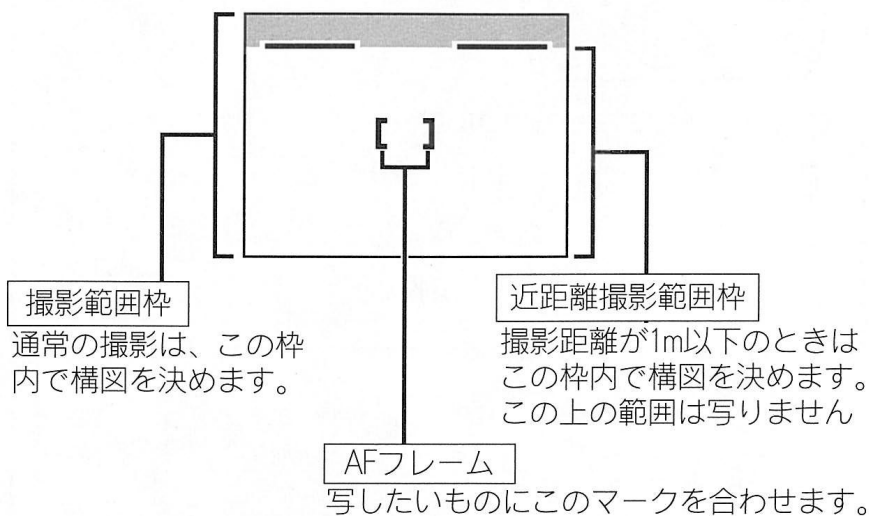 撮影範囲枠
通常の撮影は、この枠
内で構図を決めます。
近距離撮影範囲枠
撮影距離が1m以下のときは
この枠内で構図を決めます。
この上の範囲は写りません
AFフレーム
写したいものにこのマークを合わせます。